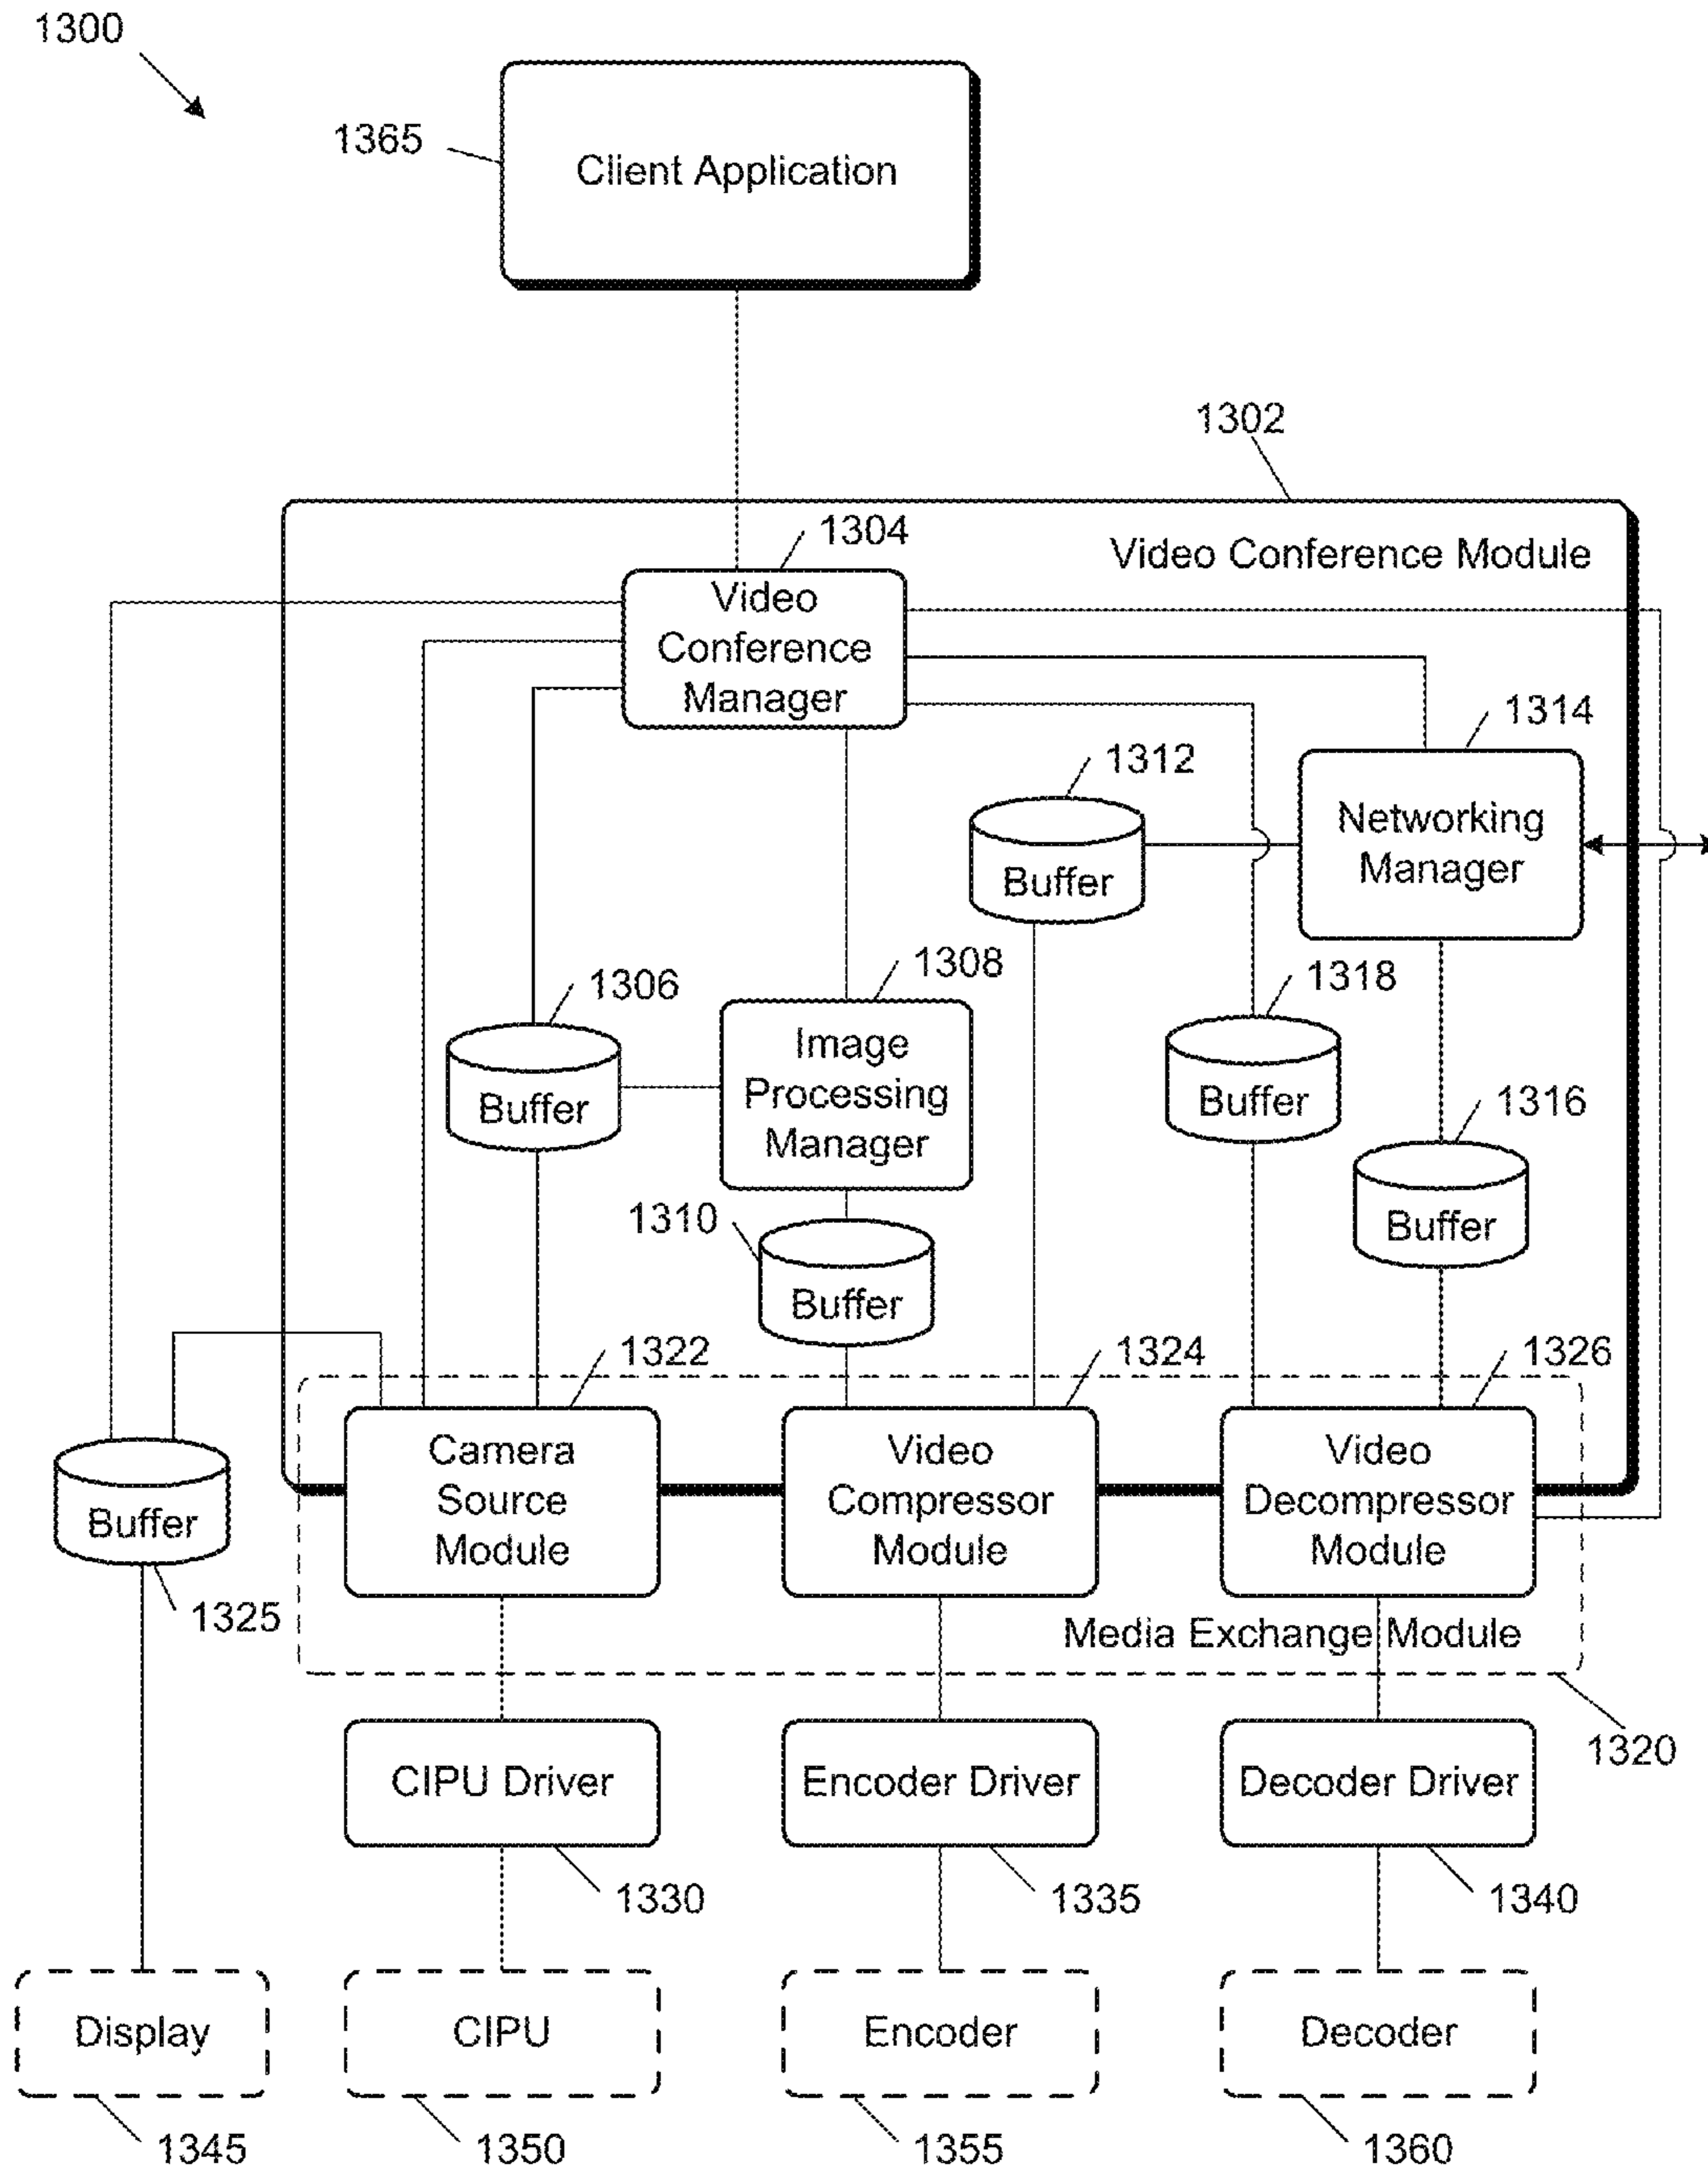 1300
1365
Client Application
1302
1304
Video Conference Module
Video
Conference
Manager
1314
1312
Networking
Manager
Buffer
1308
1318
1306
Image
Processing
Manager
Buffer
Buffer
1316
1310
Buffer
Buffer
1322
1324
1326
Camera
Source
Module
Video
Compressor
Module
Video
Decompressor
Module
Buffer
1325
Media Exchange Module
1320
CIPU Driver
Encoder Driver
Decoder Driver
1330
1335
1340
Display
CIPU
Encoder
Decoder
1345
1350
1355
1360